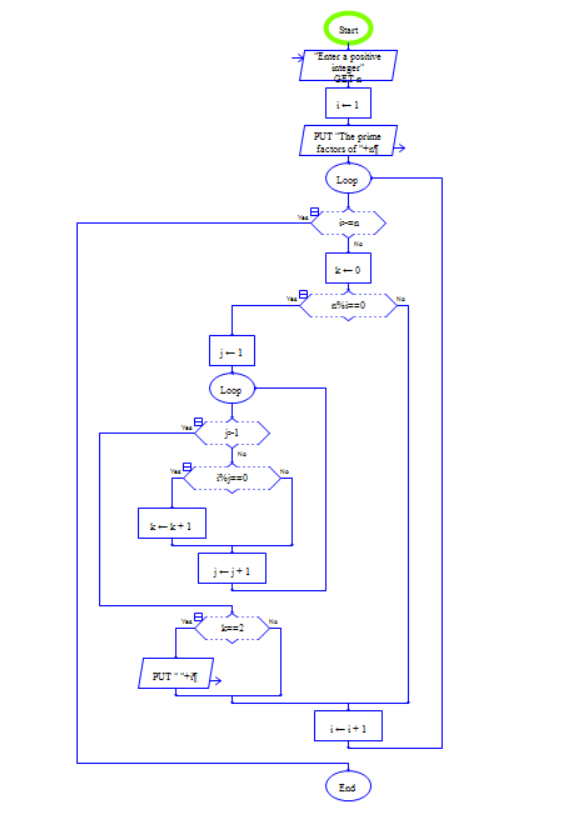 Start
"Enter a positive
integer"
GET n
i ← 1
PUT "The prime
factors of "+n¶
Loop
Yes
i>=n
No
k ← 0
Yes
n%i==0
No
j ← 1
Loop
Yes
No
Yes
i%j==0
No
k ← k + 1
j ← j + 1
Yes
k==2
No
PUT " "+i¶
i ← i + 1
End